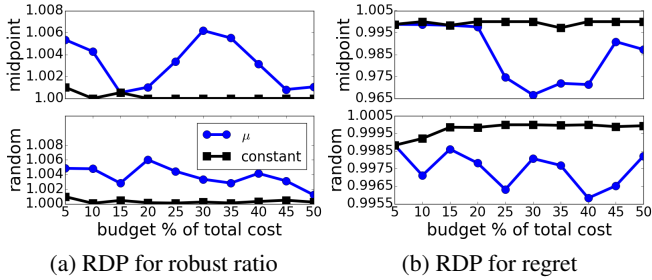 1.008
1.006
1.004
1.002
1.00
midpoint
1.005
0.995
0.985
0.975
0.965
midpoint
1.008
1.006
1.004
1.002
1.000
random
μ
constant
5 10 15 20 25 30 35 40 45 50
budget % of total cost
1.0005
0.9995
0.9985
0.9975
0.9965
0.9955
random
5 10 15 20 25 30 35 40 45 50
budget % of total cost
(a) RDP for robust ratio
(b) RDP for regret